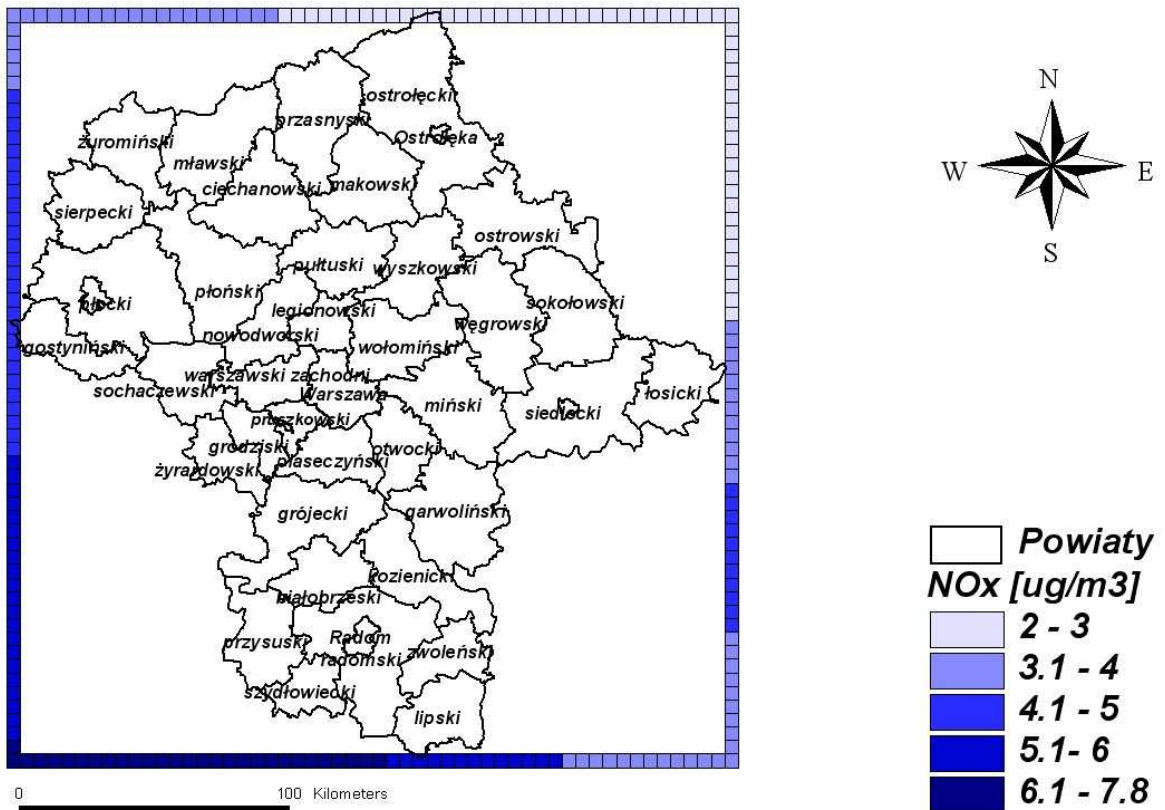 ostrołęcki
przasnyski
Ostrołęka
żuromiński
mławski
ciechanowski
makowski
sierpecki
ostrowski
pułtuski
wyszkowski
płoński
płocki
sokołowski
legionowski
węgrowski
nowodworski
gostyniński
wołomiński
warszawski zachodni
sochaczewski
Warszawa
łosicki
miński
siedlecki
pruszkowski
grodziski
otwocki
piaseczyński
żyrardowski
grójecki
garwoliński
kozienicki
białobrzeski
Radom
przysuski
zwoleński
radomski
szydłowiecki
lipski
0
100 Kilometers
N
W
E
S
Powiaty
NOx [ug/m3]
2 - 3
3.1 - 4
4.1 - 5
5.1- 6
6.1 - 7.8